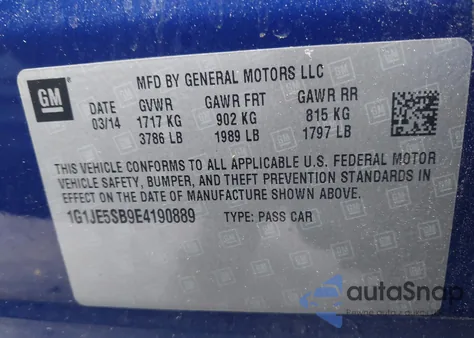 GM
MFD BY GENERAL MOTORS LLC
DATE GVWR GAWR FRT GAWR RR
03/14 1717 KG 902 KG 815 KG
3786 LB 1989 LB 1797 LB
THIS VEHICLE CONFORMS TO ALL APPLICABLE U.S. FEDERAL MOTOR
VEHICLE SAFETY, BUMPER, AND THEFT PREVENTION STANDARDS IN
EFFECT ON THE DATE OF MANUFACTURE SHOWN ABOVE.
1G1JE5SB9E4190889 TYPE: PASS CAR
autoSnap